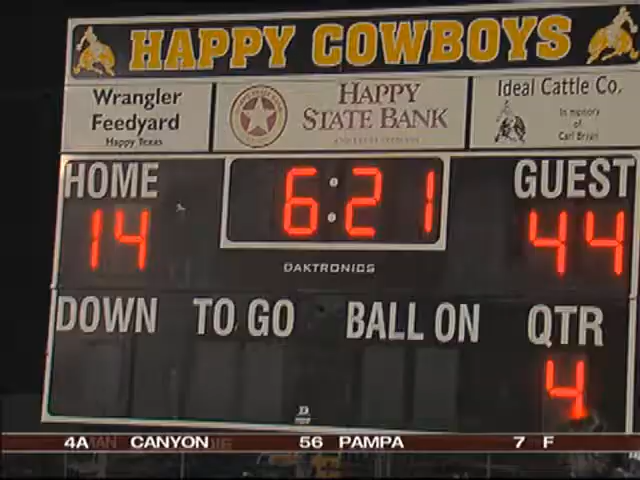 HAPPY COWBOYS
Wrangler
Feedyard
Happy Texas
HAPPY
STATE BANK
Ideal Cattle Co.
In memory
of
Carl Bryan
HOME
6:21
GUEST
14
44
DAKTRONICS
DOWN TO GO BALL ON QTR
4
4A CANYON 56 PAMPA 7 F